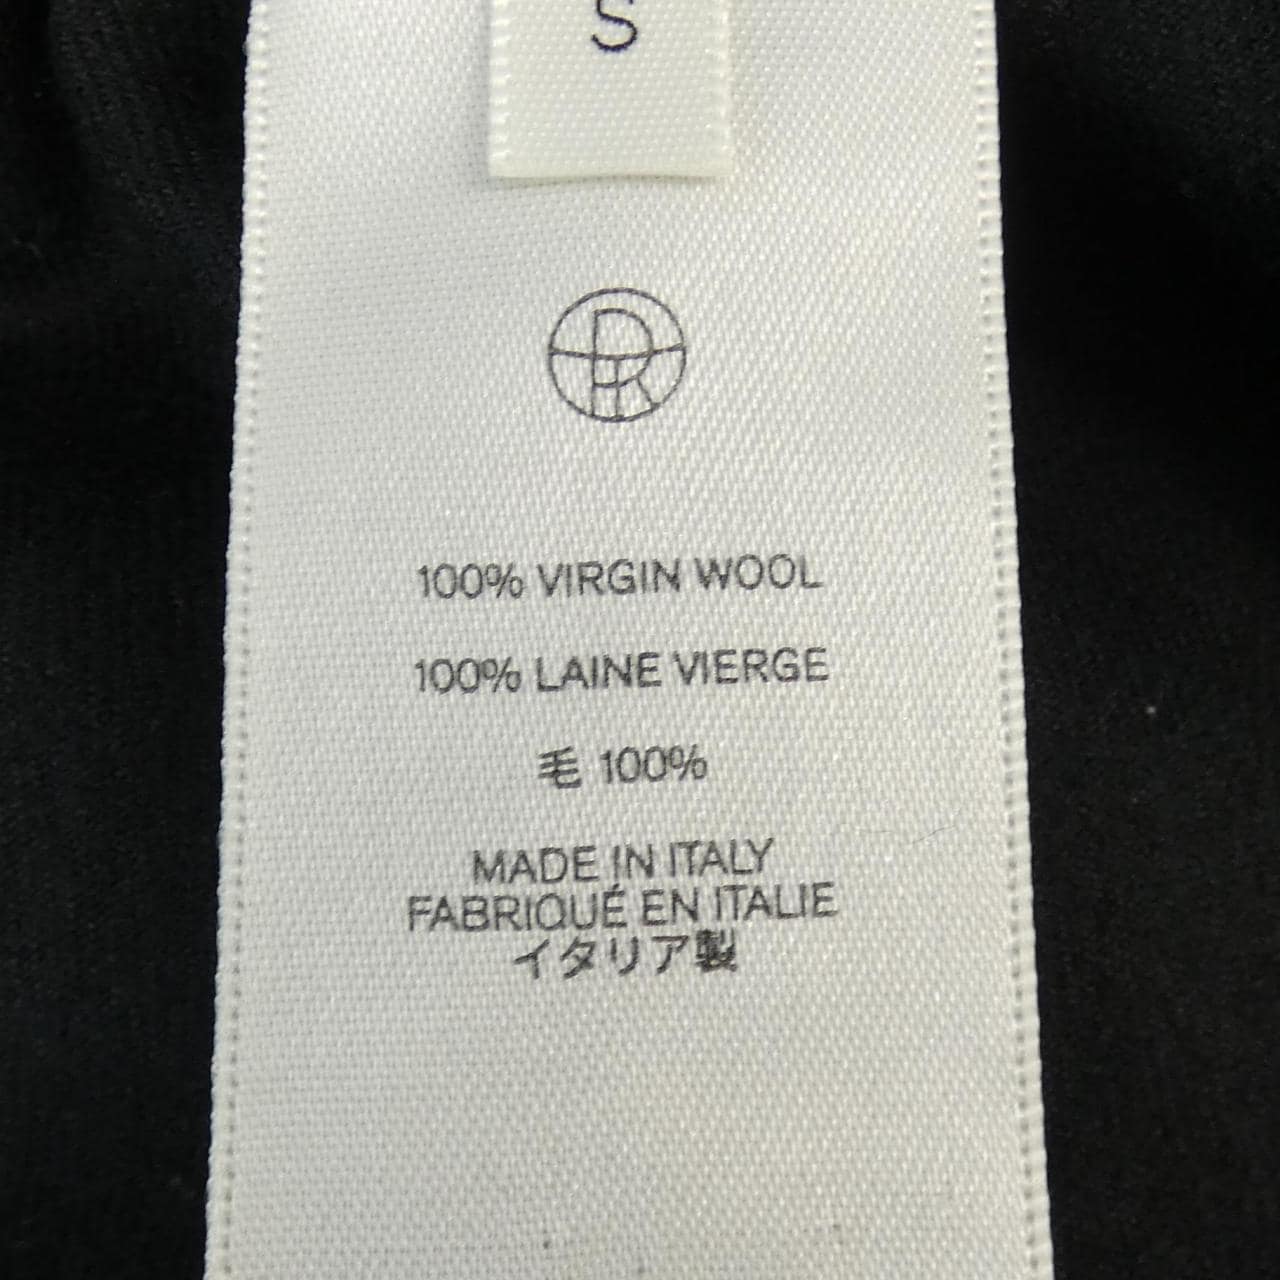 S
100% VIRGIN WOOL
100% LAINE VIERGE
毛 100%
MADE IN ITALY
FABRIQUÉ EN ITALIE
イタリア製